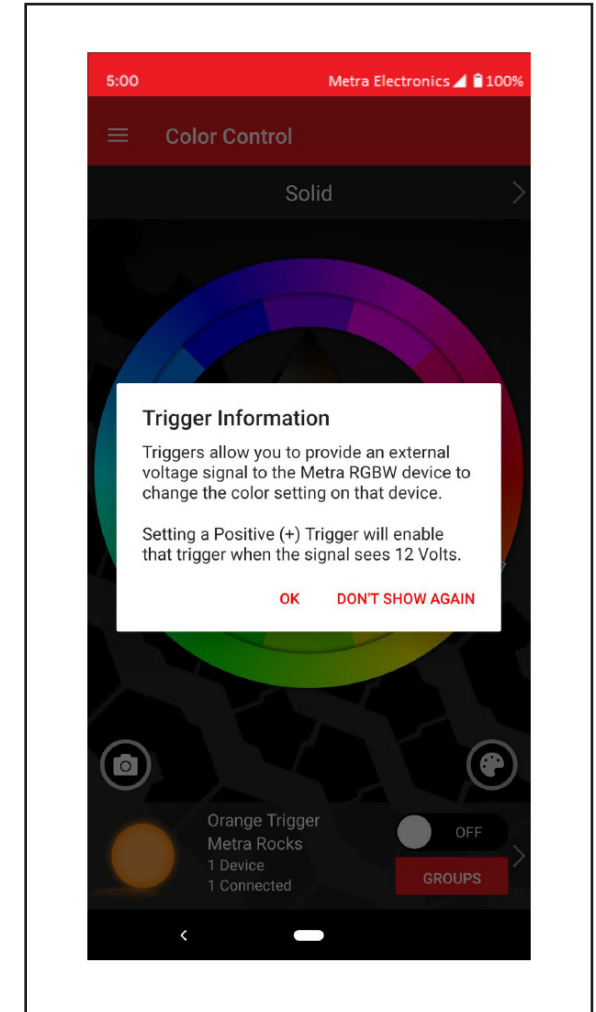 5:00 Metra Electronics 100%
Color Control
Solid
Trigger Information
Triggers allow you to provide an external
voltage signal to the Metra RGBW device to
change the color setting on that device.
Setting a Positive (+) Trigger will enable
that trigger when the signal sees 12 Volts.
OK DON'T SHOW AGAIN
Orange Trigger
Metra Rocks
OFF
1 Device
1 Connected
GROUPS